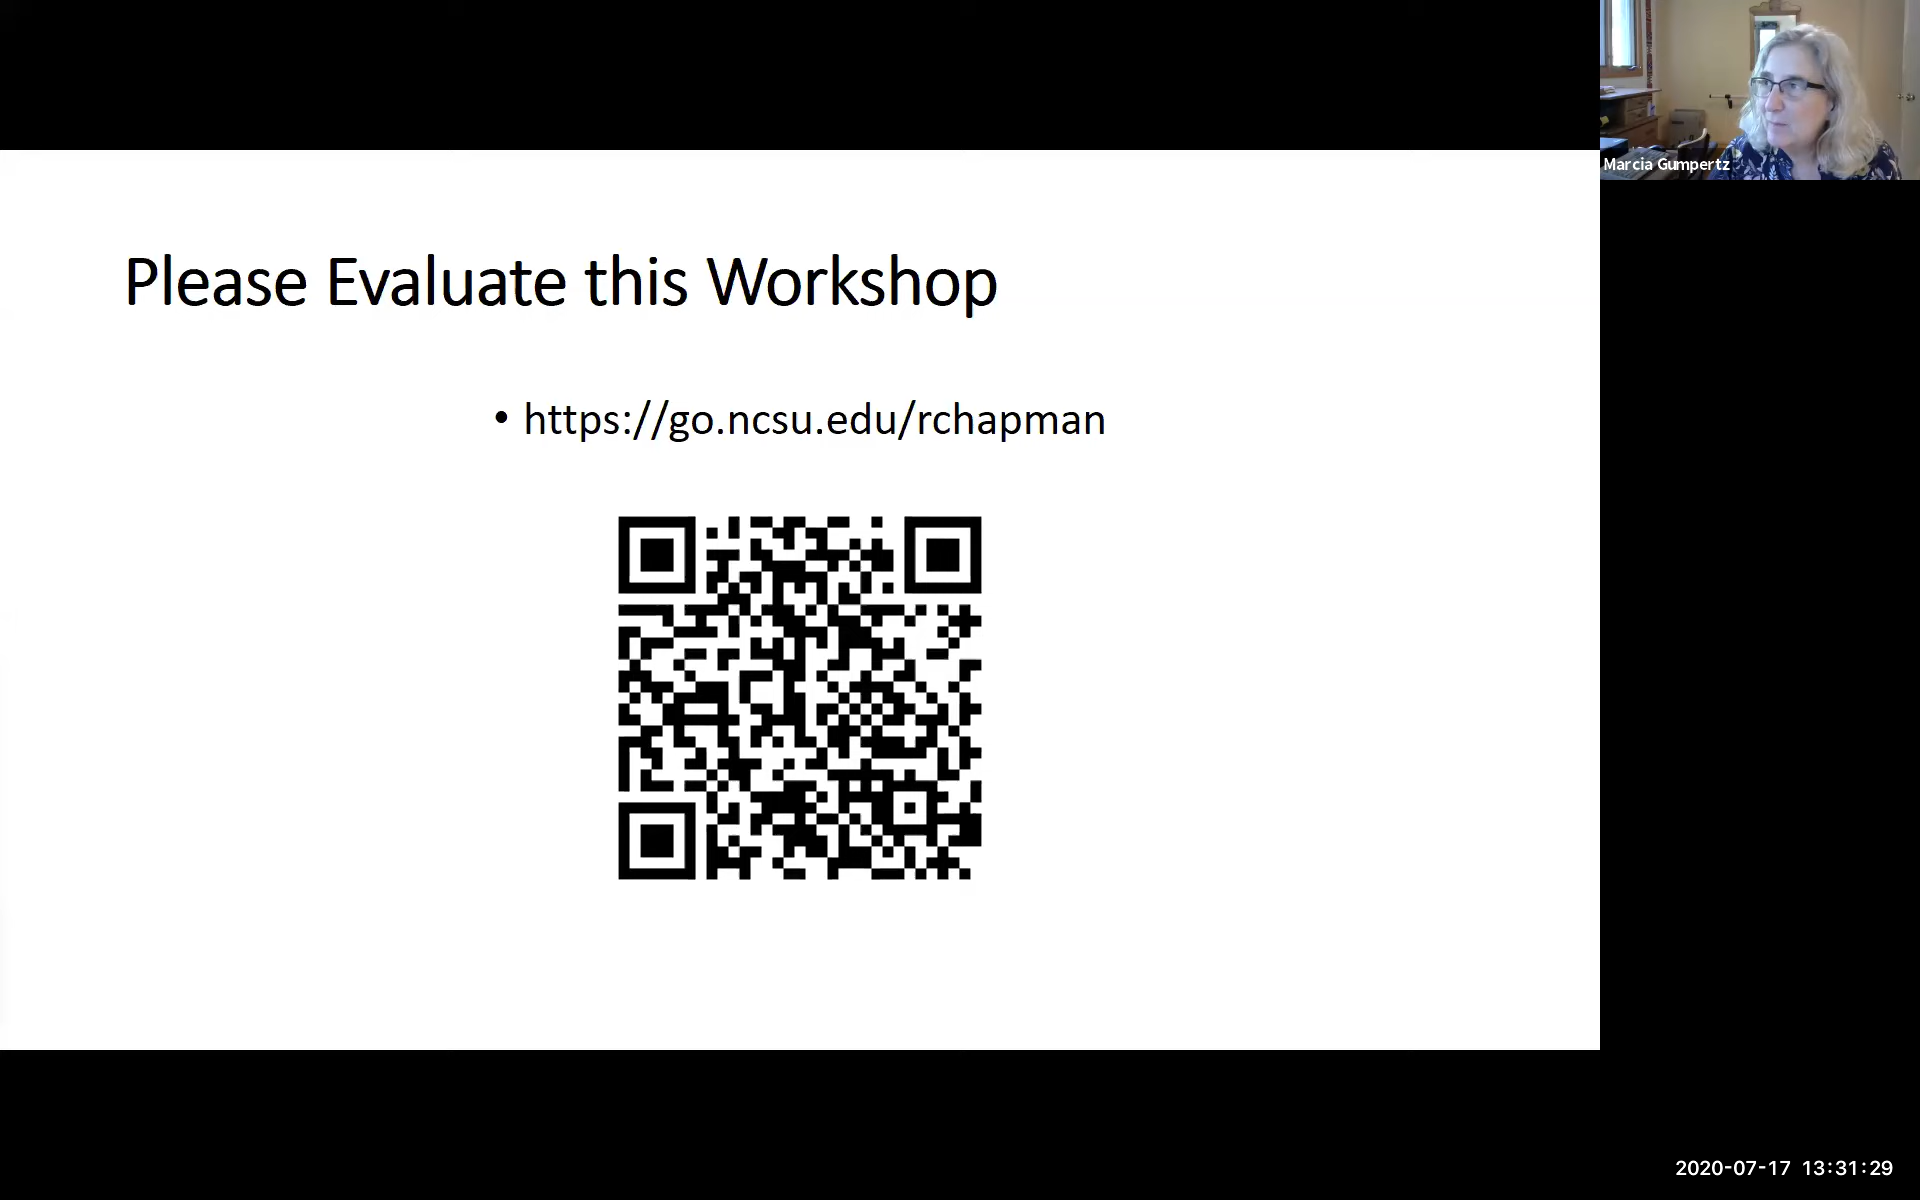 Marcia Gumpertz
Please Evaluate this Workshop
• https://go.ncsu.edu/rchapman
2020-07-17 13:31:29